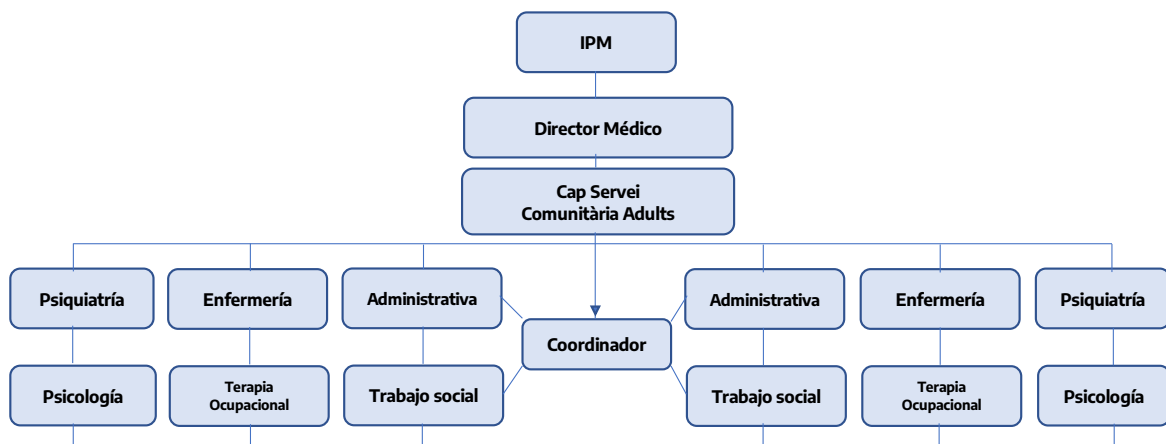 IPM
Director Médico
Cap Servei
Comunitària Adults
Psiquiatría
Enfermería
Administrativa
Administrativa
Enfermería
Psiquiatría
Coordinador
Psicología
Terapia
Ocupacional
Trabajo social
Trabajo social
Terapia
Ocupacional
Psicología